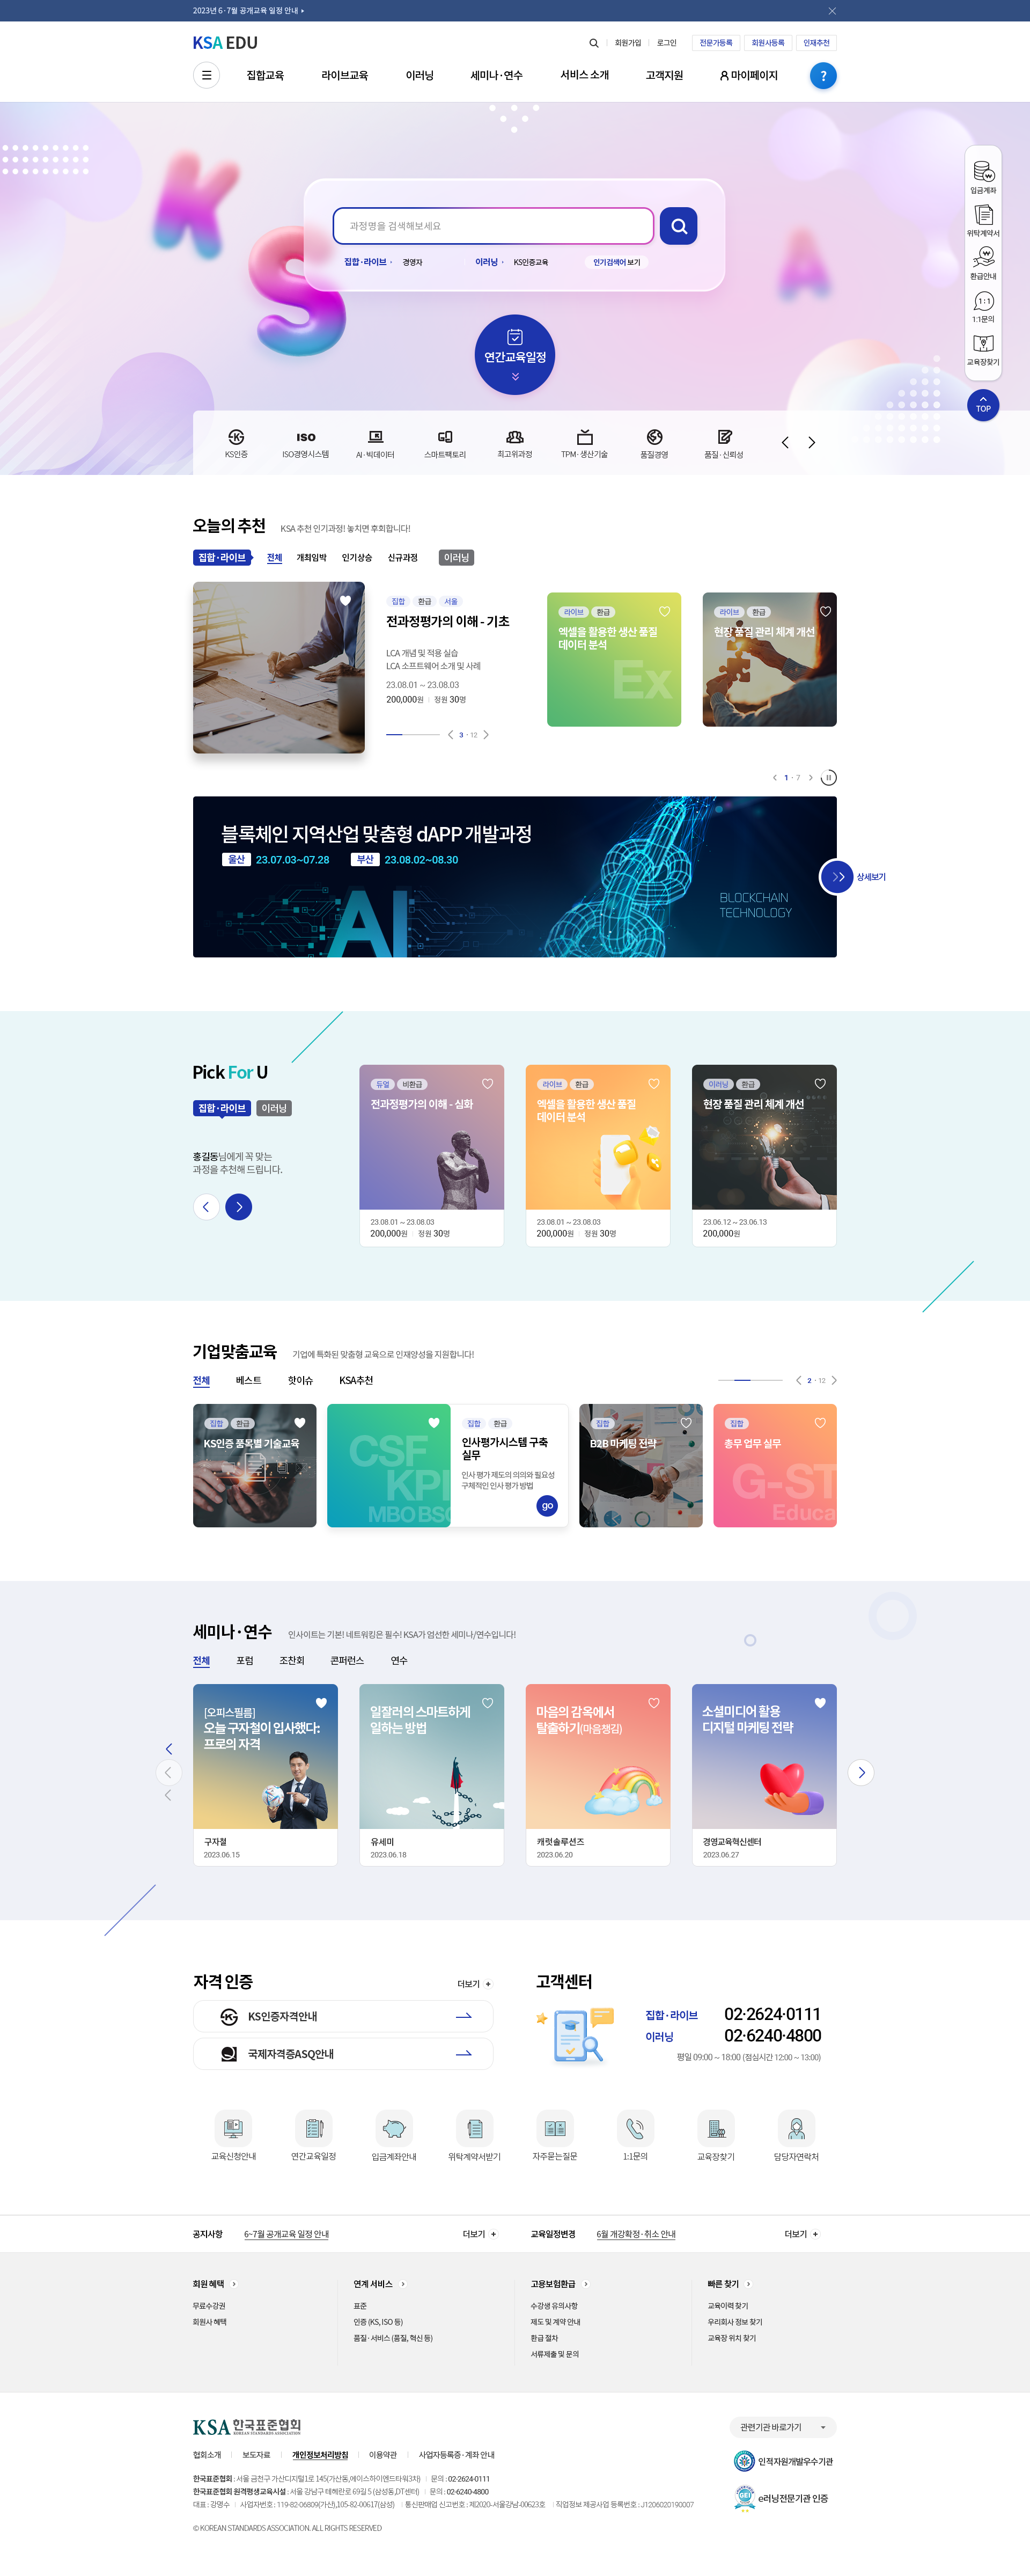 2023년 6·7월 공개교육 일정 안내
KSA EDU
회원가입 로그인 전문가등록 회원사등록 인재추천
집합교육 라이브교육 이러닝 세미나·연수 서비스 소개 고객지원 마이페이지 ?
K S A
과정명을 검색해보세요
집합·라이브 경영자 이러닝 KS인증교육 인기검색어 보기
연간교육일정
입금계좌
위탁계약서
환급안내
1:1
1:1문의
교육장찾기
TOP
ISO
KS인증 ISO경영시스템 AI·빅데이터 스마트팩토리 최고위과정 TPM·생산기술 품질경영 품질·신뢰성
오늘의 추천 KSA 추천 인기과정! 놓치면 후회합니다!
집합·라이브 전체 개최임박 인기상승 신규과정 이러닝
집합 환급 서울
전과정평가의 이해 - 기초
LCA 개념 및 적용 실습
LCA 소프트웨어 소개 및 사례
23.08.01 ~ 23.08.03
200,000원 정원 30명
3 · 12
라이브 환급
엑셀을 활용한 생산 품질
데이터 분석
Ex
라이브 환급
현장 품질 관리 체계 개선
1 · 7
블록체인 지역산업 맞춤형 dAPP 개발과정
울산 23.07.03~07.28 부산 23.08.02~08.30
AI
BLOCKCHAIN
TECHNOLOGY
상세보기
Pick For U
집합·라이브 이러닝
홍길동님에게 꼭 맞는
과정을 추천해 드립니다.
듀얼 비환급
전과정평가의 이해 - 심화
23.08.01 ~ 23.08.03
200,000원 정원 30명
라이브 환급
엑셀을 활용한 생산 품질
데이터 분석
23.08.01 ~ 23.08.03
200,000원 정원 30명
이러닝 환급
현장 품질 관리 체계 개선
23.06.12 ~ 23.06.13
200,000원
기업맞춤교육 기업에 특화된 맞춤형 교육으로 인재양성을 지원합니다!
전체 베스트 핫이슈 KSA추천
2 · 12
집합 환급
KS인증 품목별 기술교육
CSF
KPI
MBO BSC
집합 환급
인사평가시스템 구축
실무
인사 평가 제도의 의의와 필요성
구체적인 인사 평가 방법
go
집합
B2B 마케팅 전략
집합
총무 업무 실무
G-ST
Educa
세미나·연수 인사이트는 기본! 네트워킹은 필수! KSA가 엄선한 세미나/연수입니다!
전체 포럼 조찬회 콘퍼런스 연수
[오피스필름]
오늘 구자철이 입사했다:
프로의 자격
구자철
2023.06.15
일잘러의 스마트하게
일하는 방법
유세미
2023.06.18
마음의 감옥에서
탈출하기(마음챙김)
캐럿솔루션즈
2023.06.20
소셜미디어 활용
디지털 마케팅 전략
경영교육혁신센터
2023.06.27
자격 인증 더보기 +
KS인증자격안내
국제자격증ASQ안내
고객센터
집합·라이브 02·2624·0111
이러닝 02·6240·4800
평일 09:00 ~ 18:00 (점심시간 12:00 ~ 13:00)
교육신청안내 연간교육일정 입금계좌안내 위탁계약서받기 자주묻는질문 1:1문의 교육장찾기 담당자연락처
공지사항 6~7월 공개교육 일정 안내 더보기 + 교육일정변경 6월 개강확정·취소 안내 더보기 +
회원 혜택
무료수강권
회원사 혜택
연계 서비스
표준
인증 (KS, ISO 등)
품질·서비스 (품질, 혁신 등)
고용보험환급
수강생 유의사항
제도 및 계약 안내
환급 절차
서류제출 및 문의
빠른 찾기
교육이력 찾기
우리회사 정보 찾기
교육장 위치 찾기
KSA 한국표준협회
KOREAN STANDARDS ASSOCIATION
관련기관 바로가기
협회소개 보도자료 개인정보처리방침 이용약관 사업자등록증·계좌 안내
인적자원개발우수기관
한국표준협회 : 서울 금천구 가산디지털1로 145(가산동,에이스하이엔드타워3차) 문의 : 02-2624-0111
한국표준협회 원격평생교육시설 : 서울 강남구 테헤란로 69길 5 (삼성동,DT센터) 문의 : 02-6240-4800
대표 : 강명수 사업자번호 : 119-82-06809(가산),105-82-00617(삼성) 통신판매업 신고번호 : 제2020-서울강남-00623호 직업정보 제공사업 등록번호 : J1206020190007
e러닝전문기관 인증
© KOREAN STANDARDS ASSOCIATION. ALL RIGHTS RESERVED